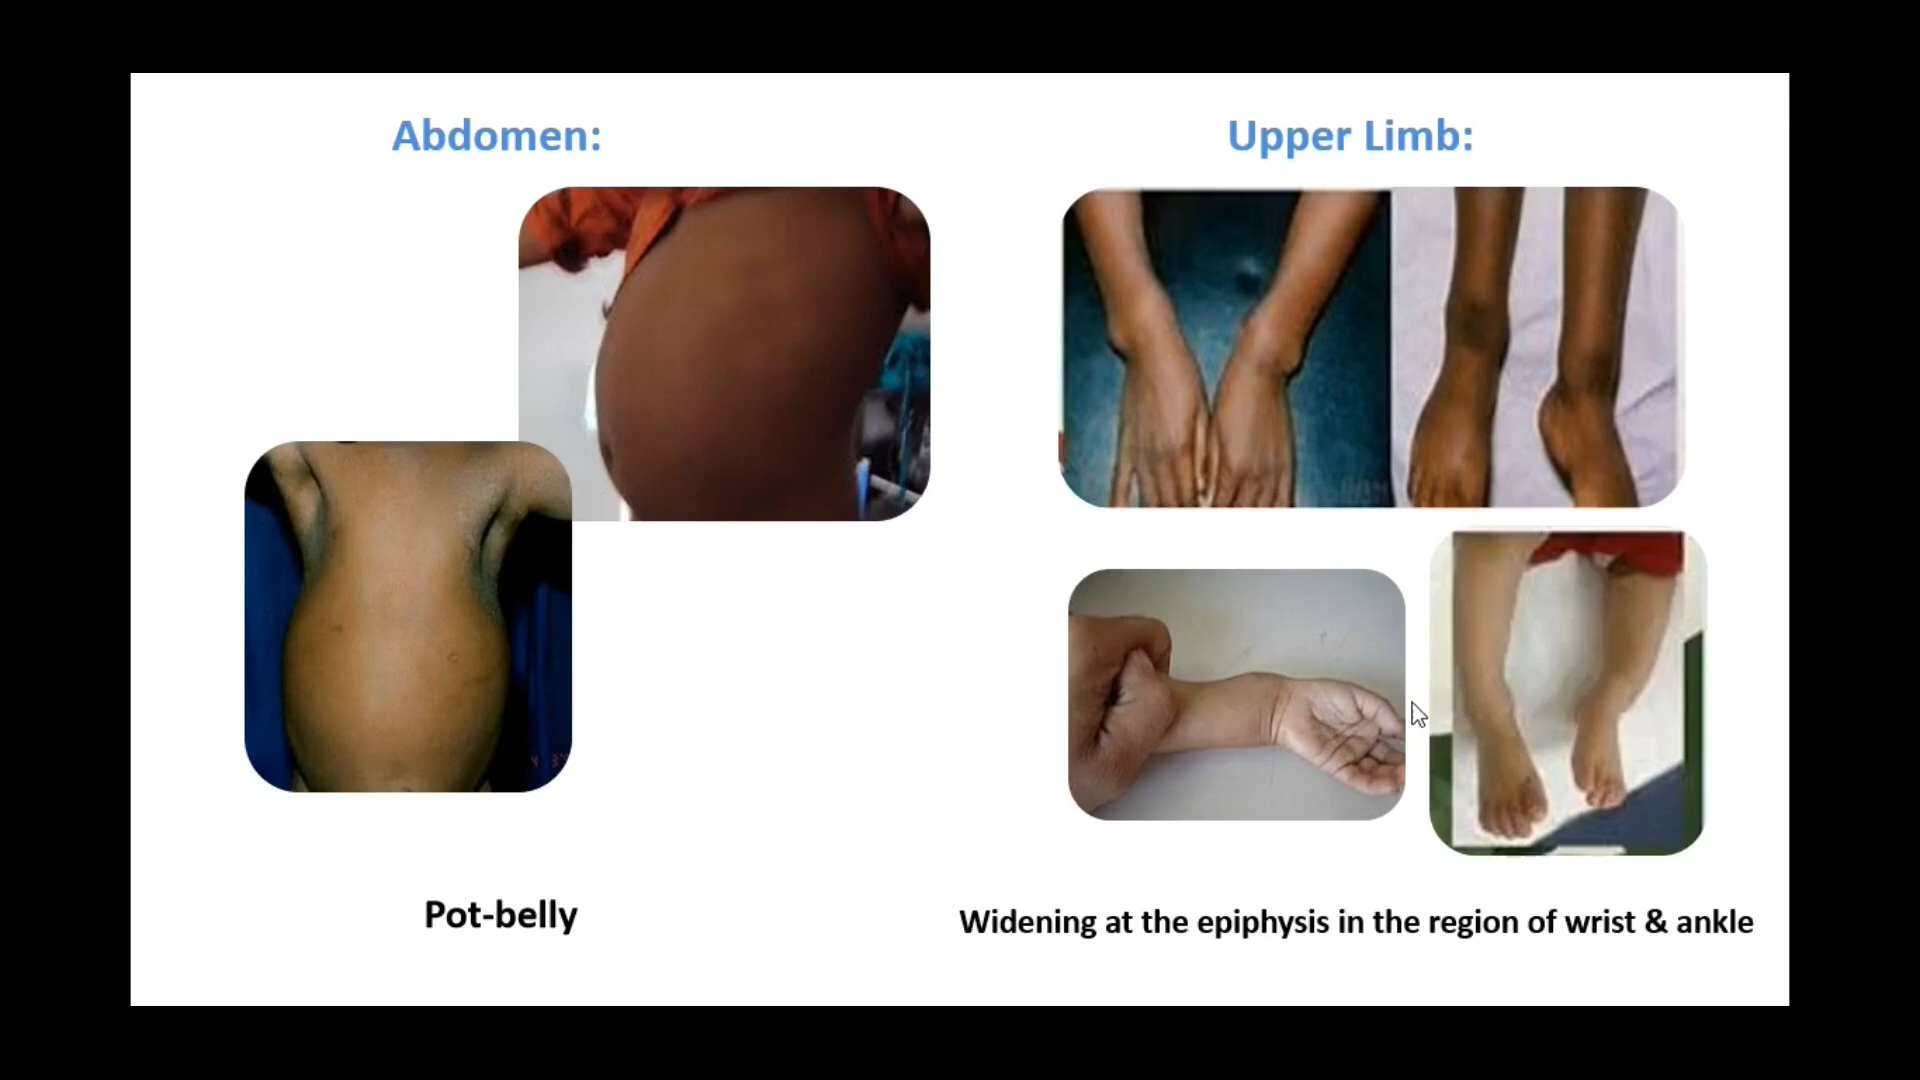 Abdomen:
Upper Limb:
Pot-belly
Widening at the epiphysis in the region of wrist & ankle